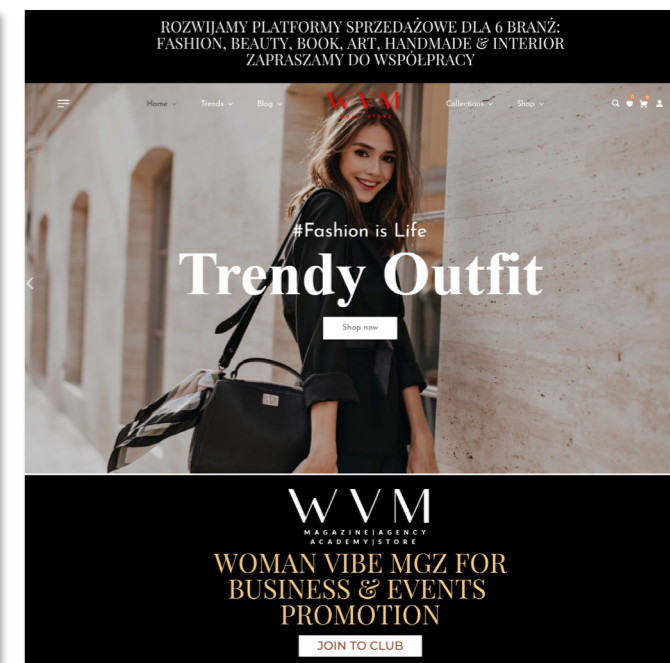 ROZWIJAMY PLATFORMY SPRZEDAŻOWE DLA 6 BRANŻ:
FASHION, BEAUTY, BOOK, ART, HANDMADE & INTERIOR
ZAPRASZAMY DO WSPÓŁPRACY
Home Trends Blog WVM Collections Shop
#Fashion is Life
Trendy Outfit
Shop now
WVM
MAGAZINE|AGENCY
ACADEMY|STORE
WOMAN VIBE MGZ FOR
BUSINESS & EVENTS
PROMOTION
JOIN TO CLUB